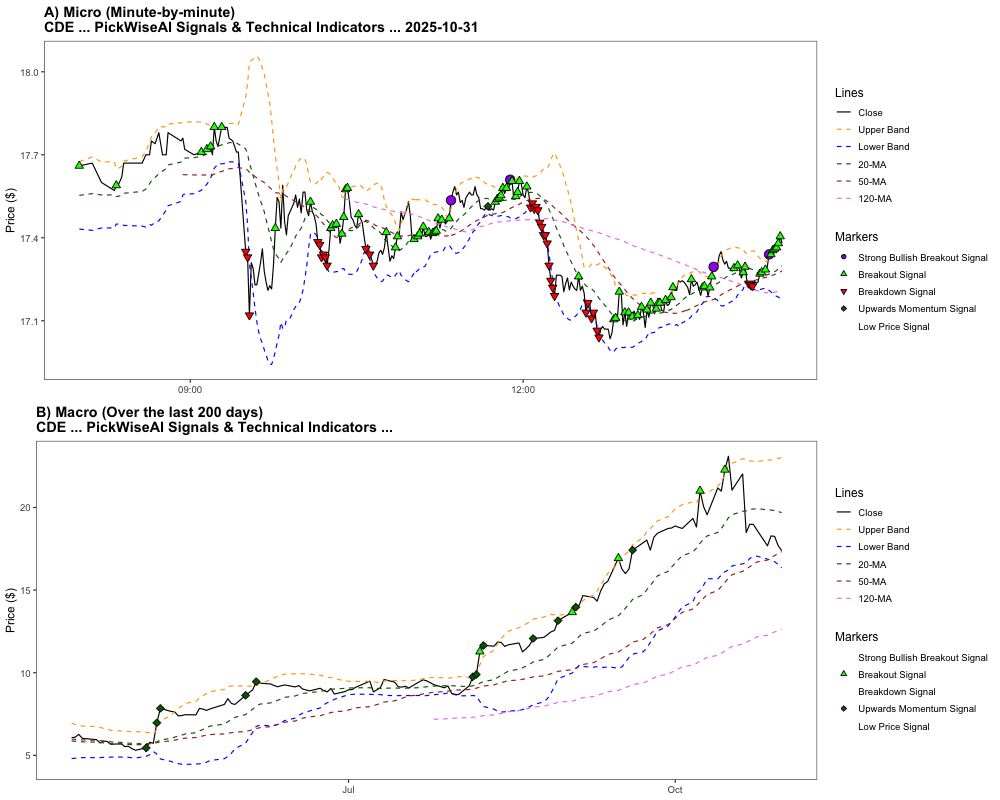 A) Micro (Minute-by-minute)
CDE ... PickWiseAI Signals & Technical Indicators ... 2025-10-31
Price ($)
18.0
17.7
17.4
17.1
09:00
12:00
Lines
Close
Upper Band
Lower Band
20-MA
50-MA
120-MA
Markers
Strong Bullish Breakout Signal
Breakout Signal
Breakdown Signal
Upwards Momentum Signal
Low Price Signal
B) Macro (Over the last 200 days)
CDE ... PickWiseAI Signals & Technical Indicators ...
Price ($)
20
15
10
5
Jul
Oct
Lines
Close
Upper Band
Lower Band
20-MA
50-MA
120-MA
Markers
Strong Bullish Breakout Signal
Breakout Signal
Breakdown Signal
Upwards Momentum Signal
Low Price Signal